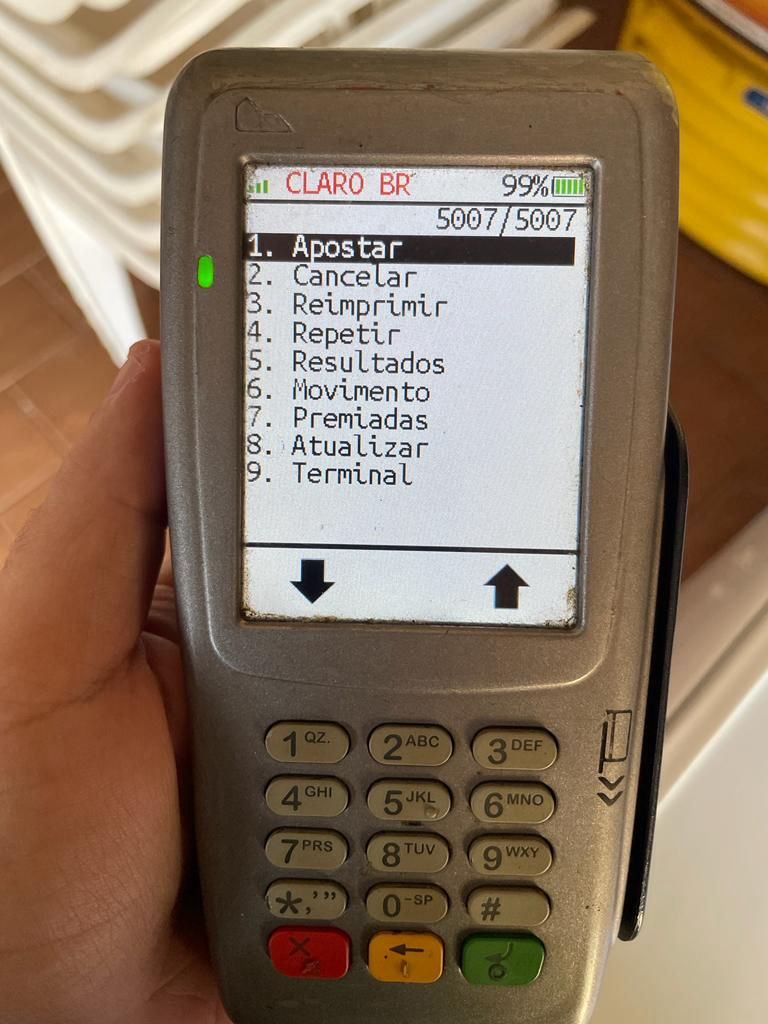 CLARO BR 99%
5007/5007
1. Apostar
2. Cancelar
3. Reimprimir
4. Repetir
5. Resultados
6. Movimento
7. Premiadas
8. Atualizar
9. Terminal
1 QZ. 2 ABC 3 DEF
4 GHI 5 JKL 6 MNO
7 PRS 8 TUV 9 WXY
*,'" 0 -SP #